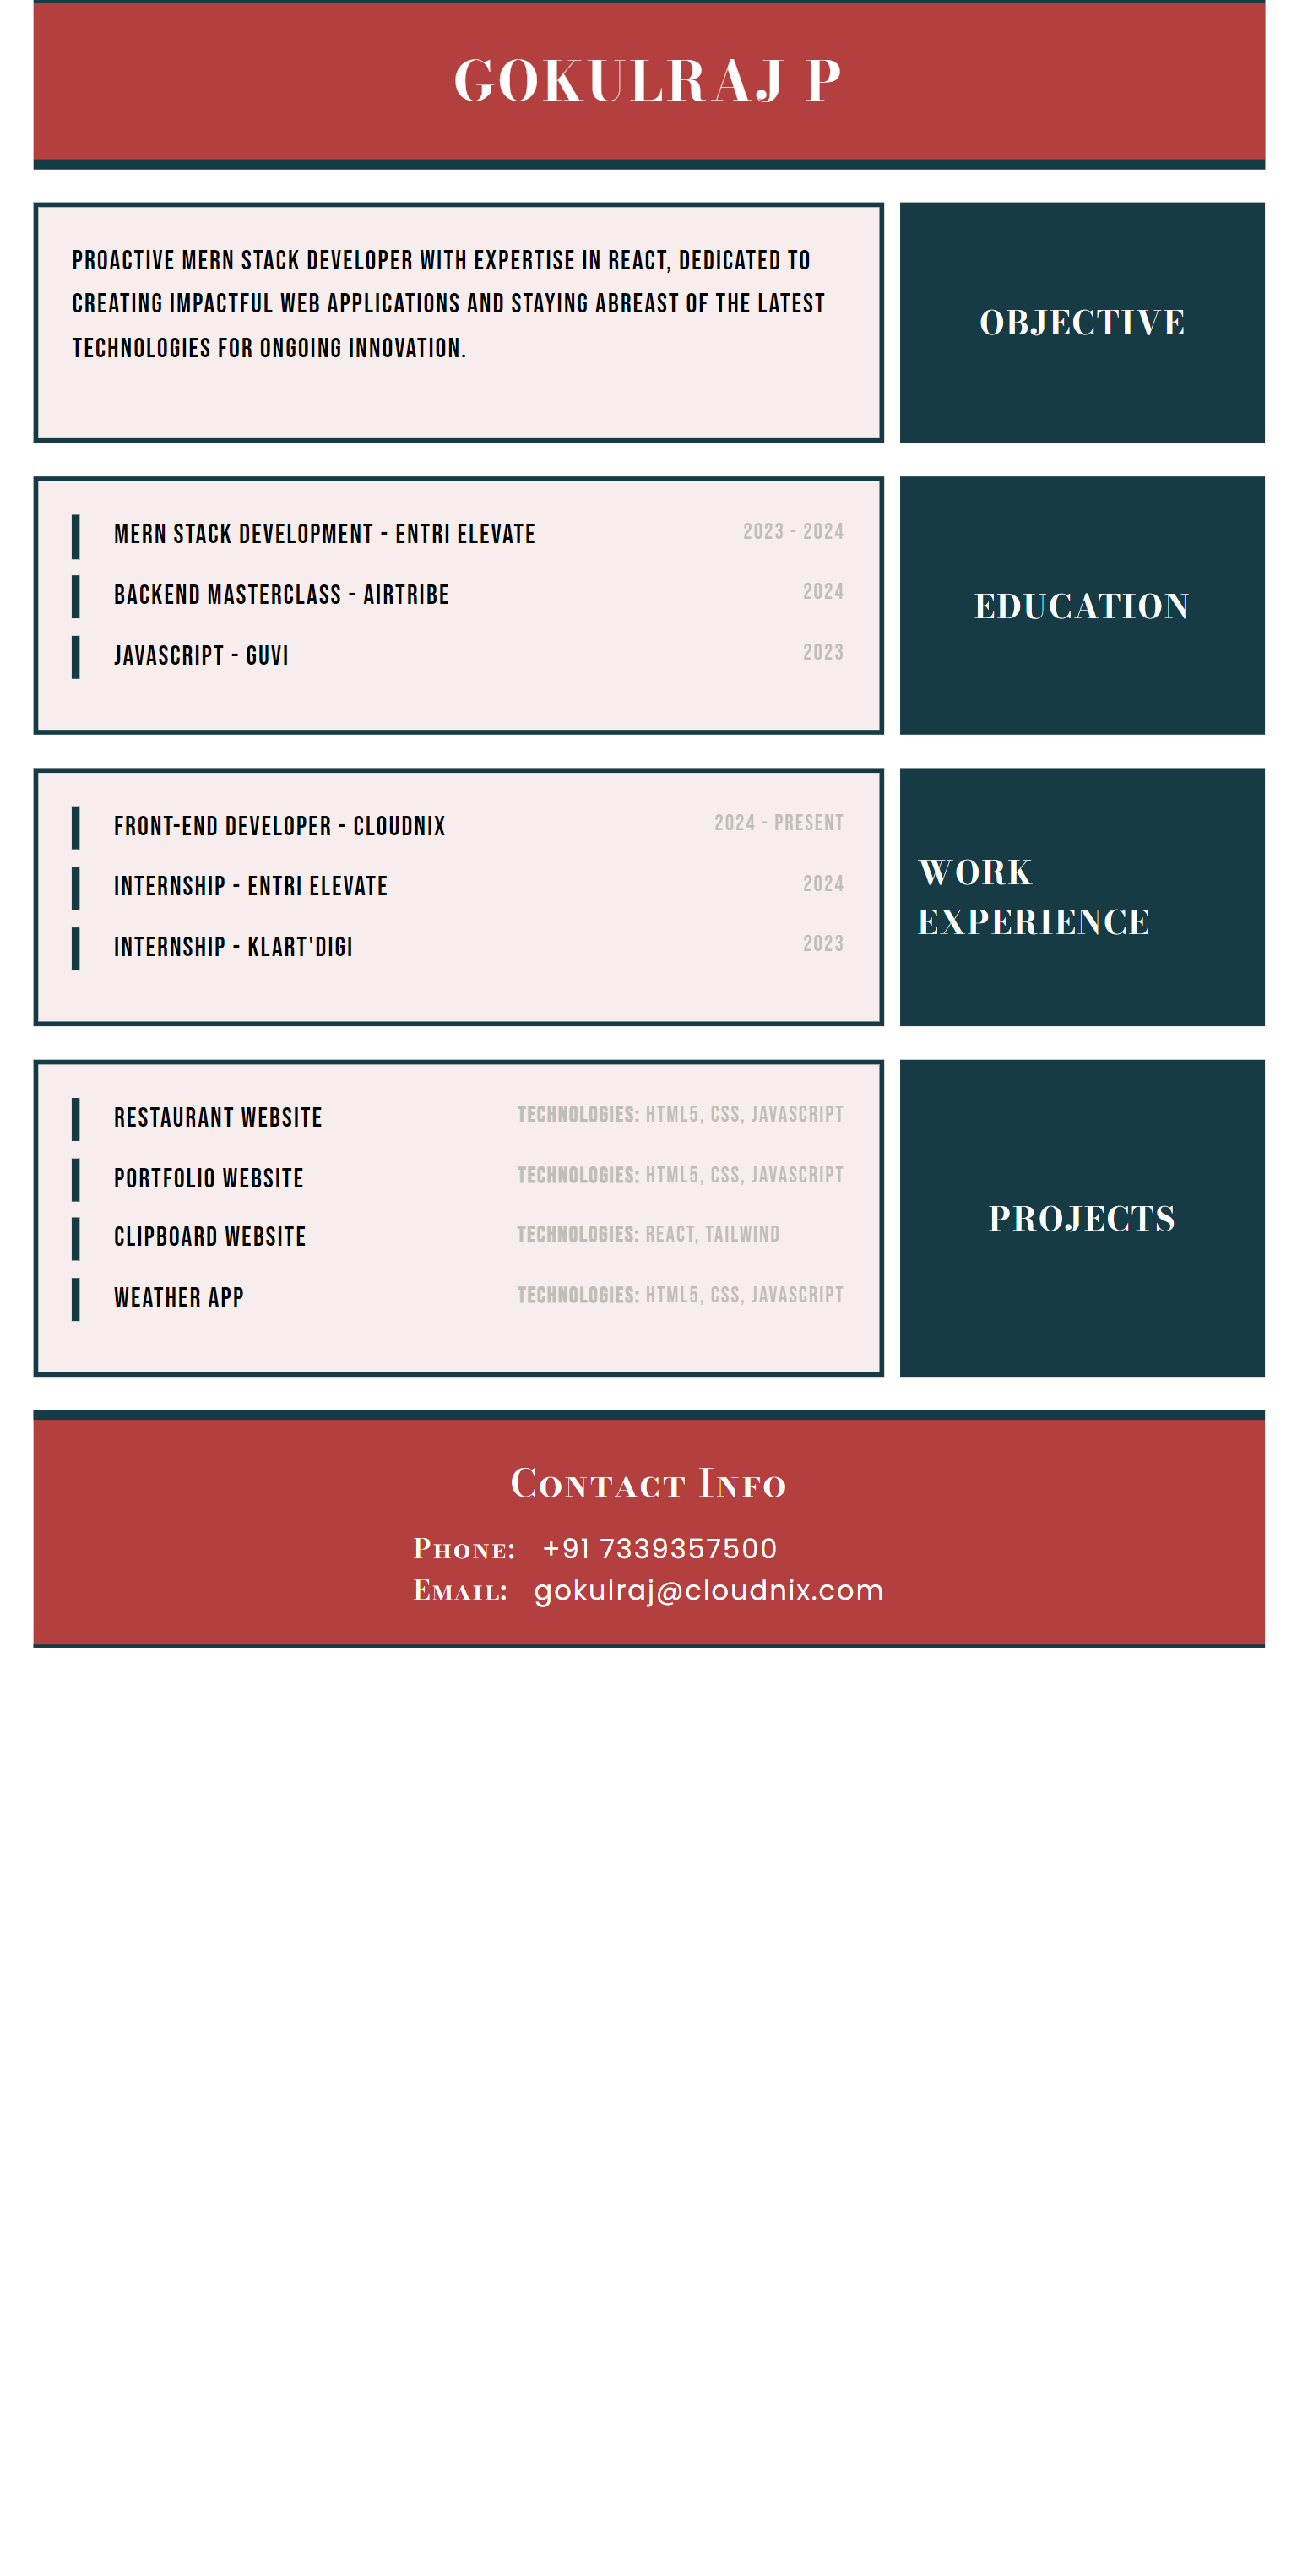 GOKULRAJ P
PROACTIVE MERN STACK DEVELOPER WITH EXPERTISE IN REACT, DEDICATED TO
CREATING IMPACTFUL WEB APPLICATIONS AND STAYING ABREAST OF THE LATEST
TECHNOLOGIES FOR ONGOING INNOVATION.
OBJECTIVE
MERN STACK DEVELOPMENT - ENTRI ELEVATE 2023 - 2024
BACKEND MASTERCLASS - AIRTRIBE 2024
JAVASCRIPT - GUVI 2023
EDUCATION
FRONT-END DEVELOPER - CLOUDNIX 2024 - PRESENT
INTERNSHIP - ENTRI ELEVATE 2024
INTERNSHIP - KLART'DIGI 2023
WORK
EXPERIENCE
RESTAURANT WEBSITE TECHNOLOGIES: HTML5, CSS, JAVASCRIPT
PORTFOLIO WEBSITE TECHNOLOGIES: HTML5, CSS, JAVASCRIPT
CLIPBOARD WEBSITE TECHNOLOGIES: REACT, TAILWIND
WEATHER APP TECHNOLOGIES: HTML5, CSS, JAVASCRIPT
PROJECTS
Contact Info
Phone: +91 7339357500
Email: gokulraj@cloudnix.com